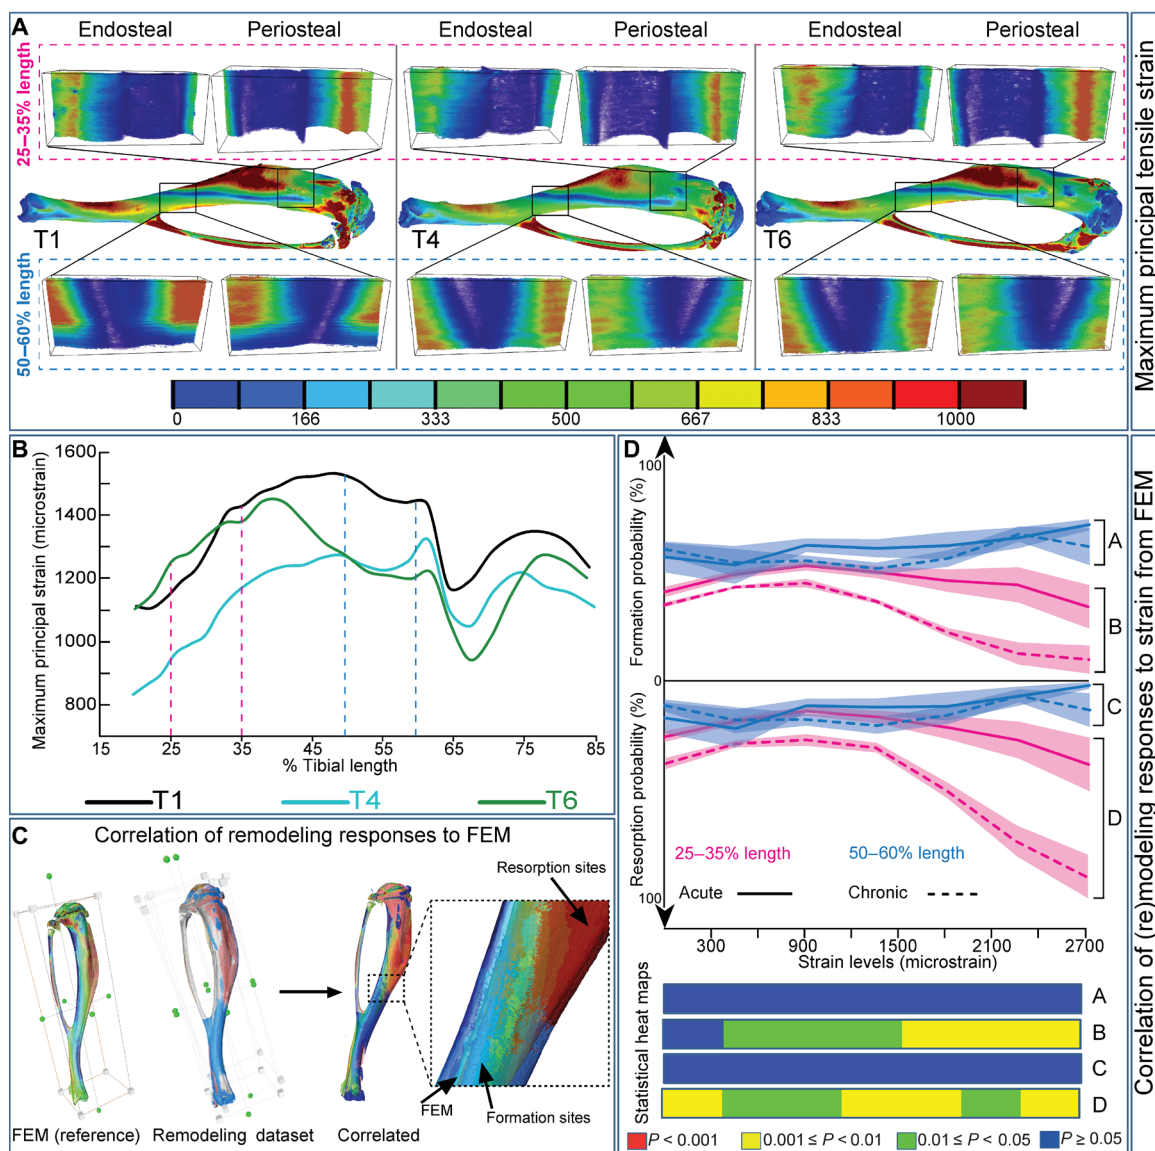 A
Endosteal Periosteal Endosteal Periosteal Endosteal Periosteal
25–35% length
T1 T4 T6
50–60% length
0 166 333 500 667 833 1000
Maximum principal tensile strain
B
Maximum principal strain (microstrain)
1600
1400
1200
1000
800
15 25 35 45 55 65 75 85
% Tibial length
T1 T4 T6
C
Correlation of remodeling responses to FEM
Resorption sites
FEM
Formation sites
FEM (reference) Remodeling dataset Correlated
D
100
Formation probability (%)
A
B
0
Resorption probability (%)
C
D
25–35% length 50–60% length
Acute Chronic
100
300 900 1500 2100 2700
Strain levels (microstrain)
Statistical heat maps
A
B
C
D
P < 0.001 0.001 ≤ P < 0.01 0.01 ≤ P < 0.05 P ≥ 0.05
Correlation of (re)modeling responses to strain from FEM